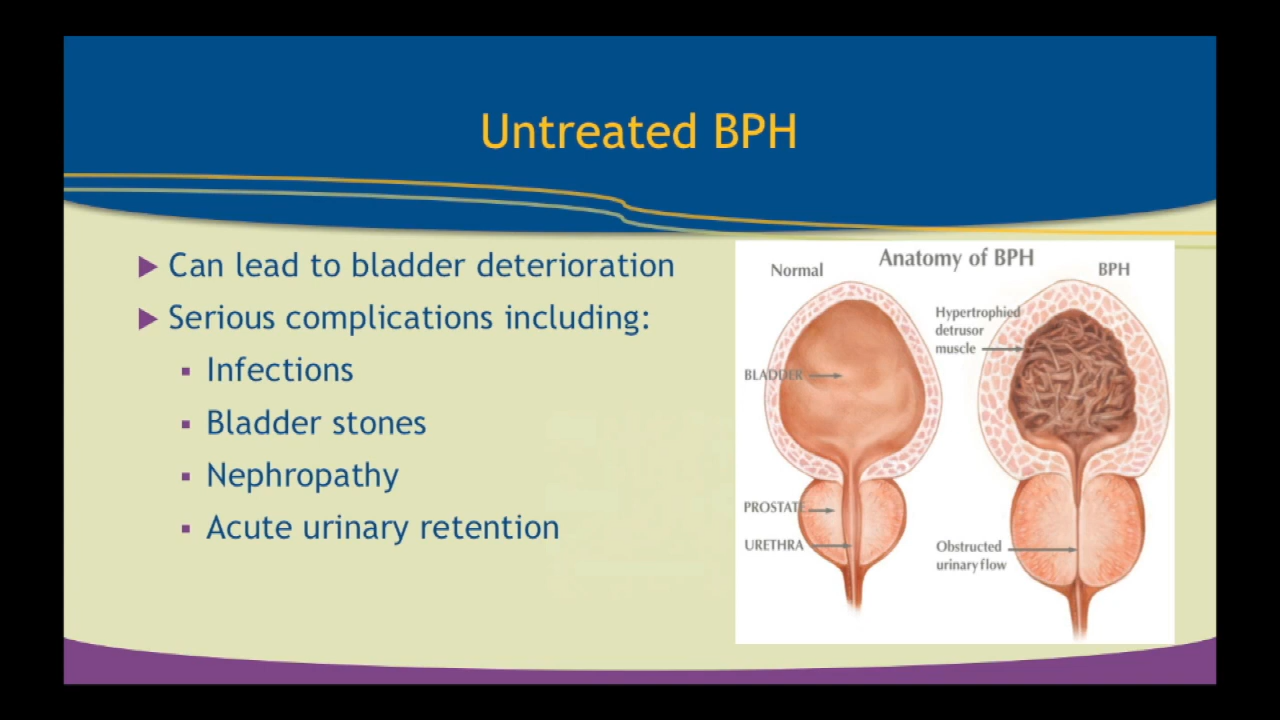 Untreated BPH
Can lead to bladder deterioration
Serious complications including:
Infections
Bladder stones
Nephropathy
Acute urinary retention
Anatomy of BPH
Normal
BPH
Hypertrophied
detrusor
muscle
BLADDER
PROSTATE
URETHRA
Obstructed
urinary flow